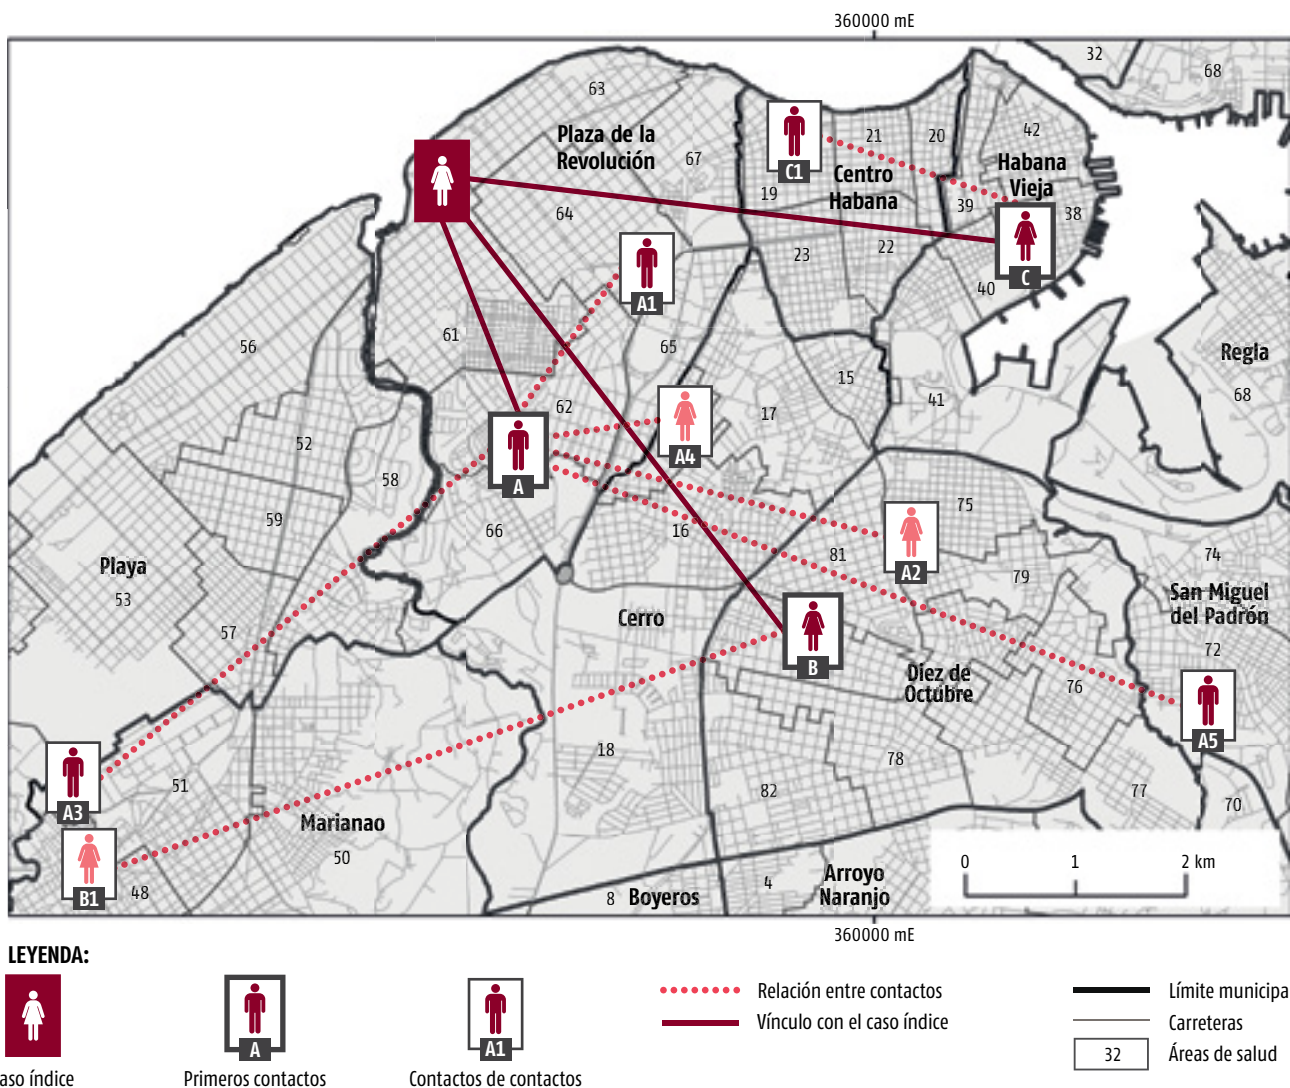 360000 mE
32
68
63
Plaza de la
Revolución
67
C1
21
20
42
Centro
Habana
Habana
Vieja
19
39
38
64
23
22
C
40
A1
61
65
56
15
Regla
68
62
17
41
52
A4
58
A
59
66
16
75
81
A2
79
74
Playa
53
San Miguel
del Padrón
57
Cerro
72
B
Diez de
Octubre
76
A5
18
78
51
82
77
70
A3
Marianao
50
0 1 2 km
48
B1
8
Boyeros
4
Arroyo
Naranjo
360000 mE
LEYENDA:
A
A1
aso índice
Primeros contactos
Contactos de contactos
Relación entre contactos
Vínculo con el caso índice
Límite municipa
Carreteras
32
Áreas de salud